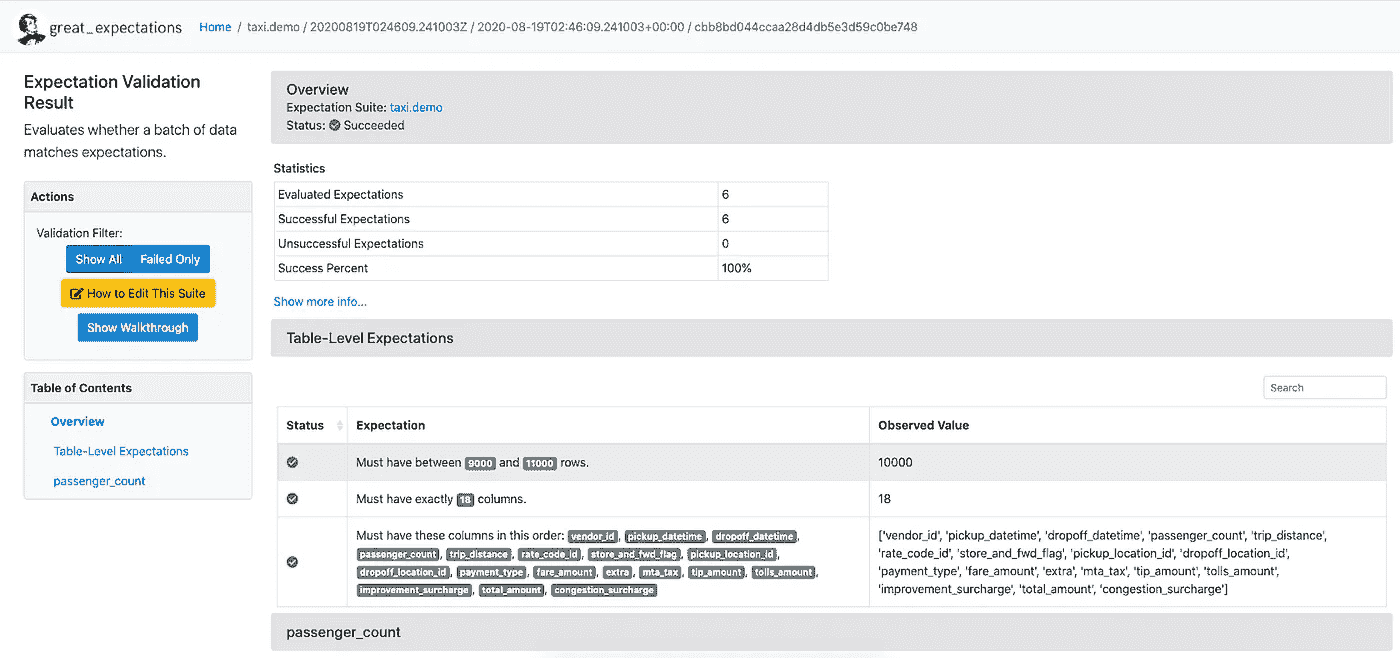 great_expectations
Home / taxi.demo / 20200819T024609.241003Z / 2020-08-19T02:46:09.241003+00:00 / cbb8bd044ccaa28d4db5e3d59c0be748
Expectation Validation
Result
Evaluates whether a batch of data
matches expectations.
Actions
Validation Filter:
Show All Failed Only
How to Edit This Suite
Show Walkthrough
Table of Contents
Overview
Table-Level Expectations
passenger_count
Overview
Expectation Suite: taxi.demo
Status: Succeeded
Statistics
Evaluated Expectations 6
Successful Expectations 6
Unsuccessful Expectations 0
Success Percent 100%
Show more info...
Table-Level Expectations
Search
Status Expectation Observed Value
Must have between 9000 and 11000 rows. 10000
Must have exactly 18 columns. 18
Must have these columns in this order: vendor_id, pickup_datetime, dropoff_datetime,
passenger_count, trip_distance, rate_code_id, store_and_fwd_flag, pickup_location_id,
dropoff_location_id, payment_type, fare_amount, extra, mta_tax, tip_amount, tolls_amount,
improvement_surcharge, total_amount, congestion_surcharge
['vendor_id', 'pickup_datetime', 'dropoff_datetime', 'passenger_count', 'trip_distance',
'rate_code_id', 'store_and_fwd_flag', 'pickup_location_id', 'dropoff_location_id',
'payment_type', 'fare_amount', 'extra', 'mta_tax', 'tip_amount', 'tolls_amount',
'improvement_surcharge', 'total_amount', 'congestion_surcharge']
passenger_count